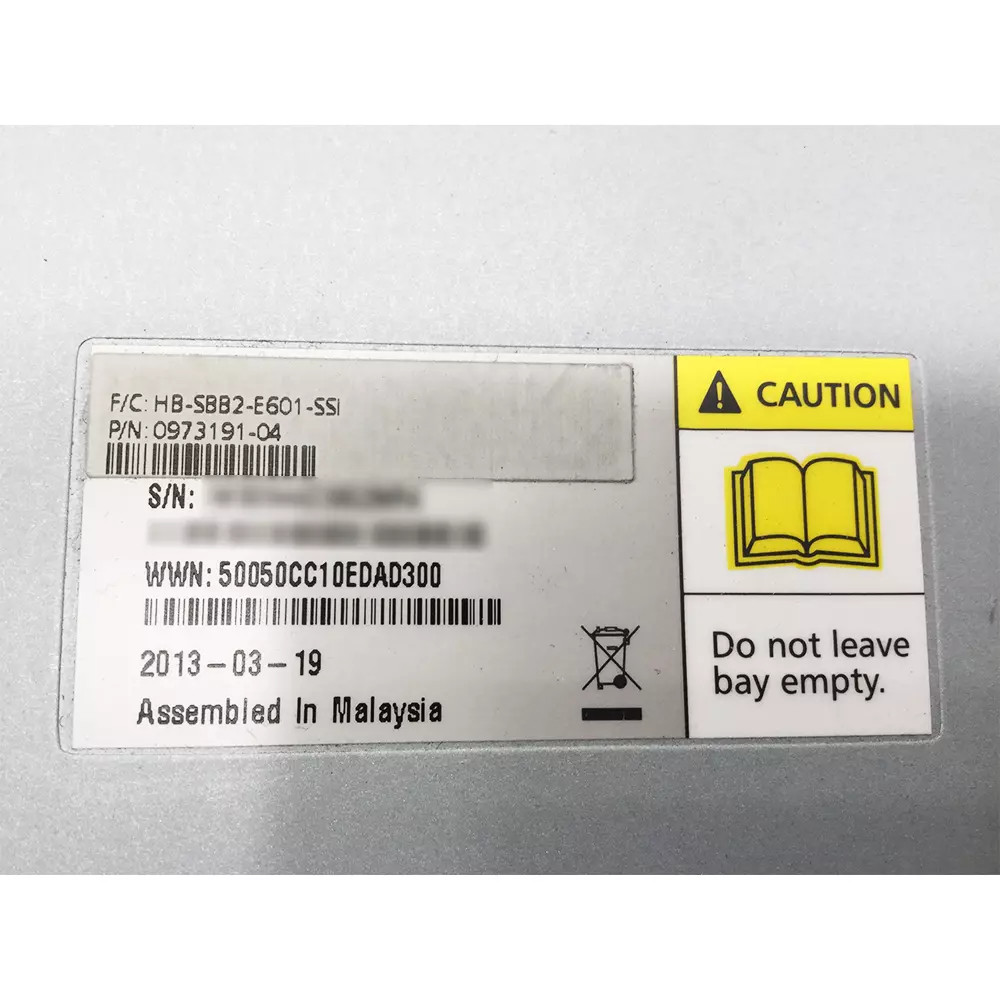 F/C: HB-SBB2-E601-SSI
P/N: 0973191-04
S/N:
WWN: 50050CC10EDAD300
2013-03-19
Assembled In Malaysia
CAUTION
Do not leave
bay empty.